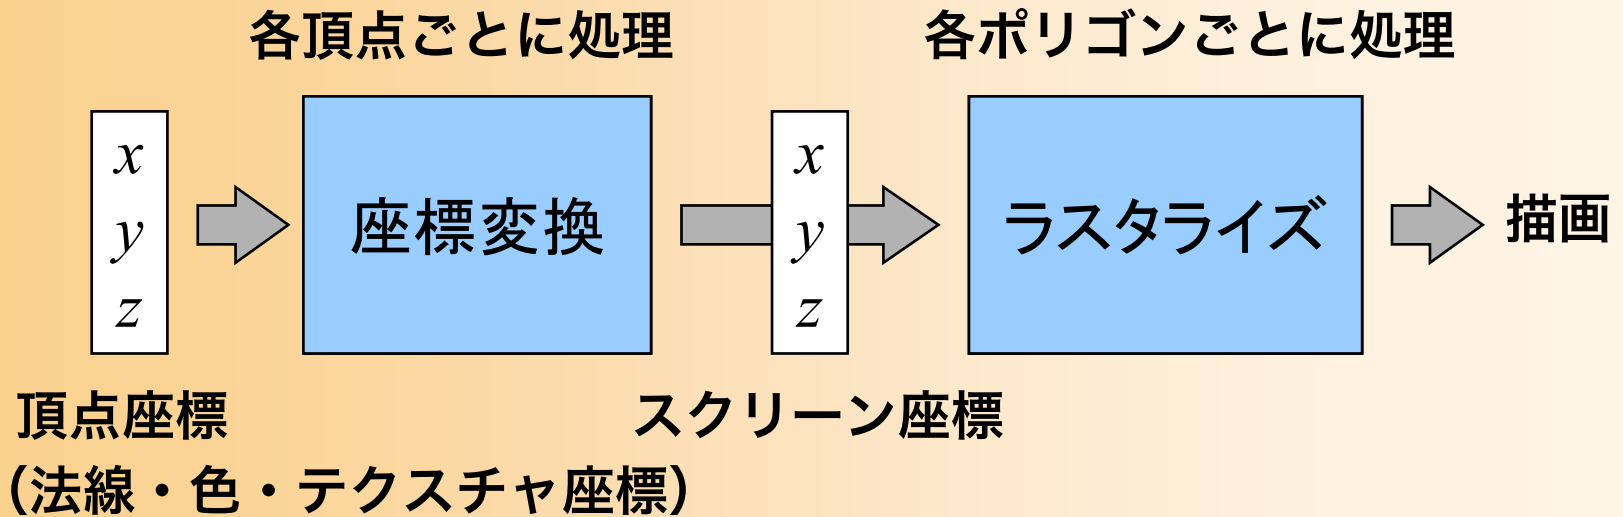 各頂点ごとに処理
各ポリゴンごとに処理
x
y
z
座標変換
x
y
z
ラスタライズ
描画
頂点座標
スクリーン座標
（法線・色・テクスチャ座標）